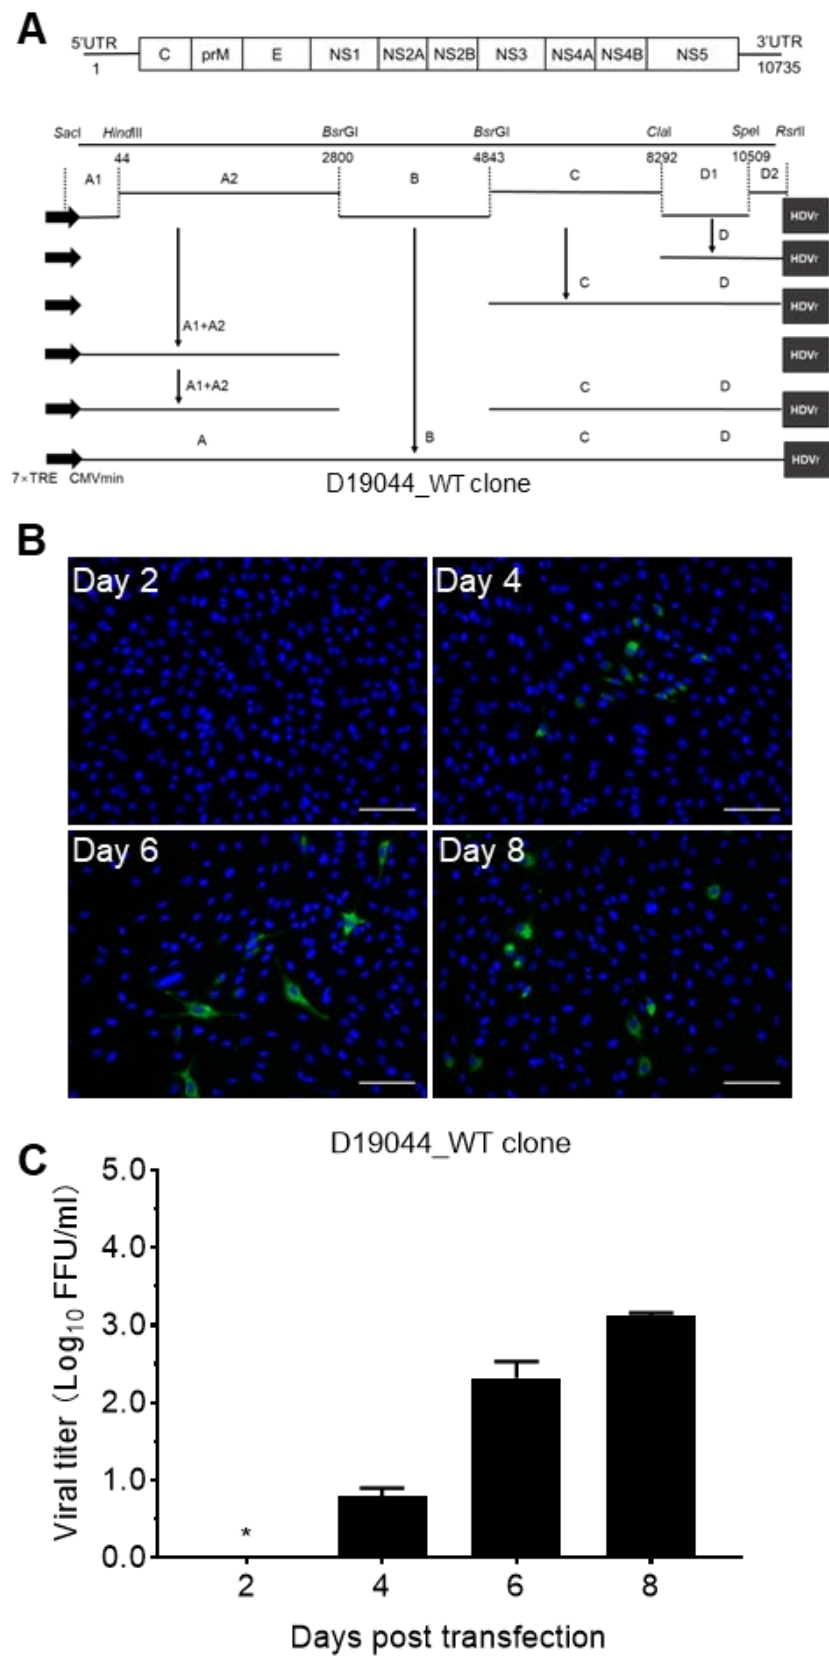 A
5'UTR C prM E NS1 NS2A NS2B NS3 NS4A NS4B NS5 3'UTR
1 10735
SacI HindIII BsrGI BsrGI ClaI SpeI RsrII
44 2800 4843 8292 10509
A1 A2 B C D1 D2
HDVr
D
HDVr
C D
HDVr
A1+A2
HDVr
A1+A2 C D
HDVr
A B C D
HDVr
7×TRE CMVmin
D19044_WT clone
B
Day 2 Day 4
Day 6 Day 8
C
D19044_WT clone
Viral titer (Log10 FFU/ml)
5.0
4.0
3.0
2.0
1.0
0.0
*
2 4 6 8
Days post transfection